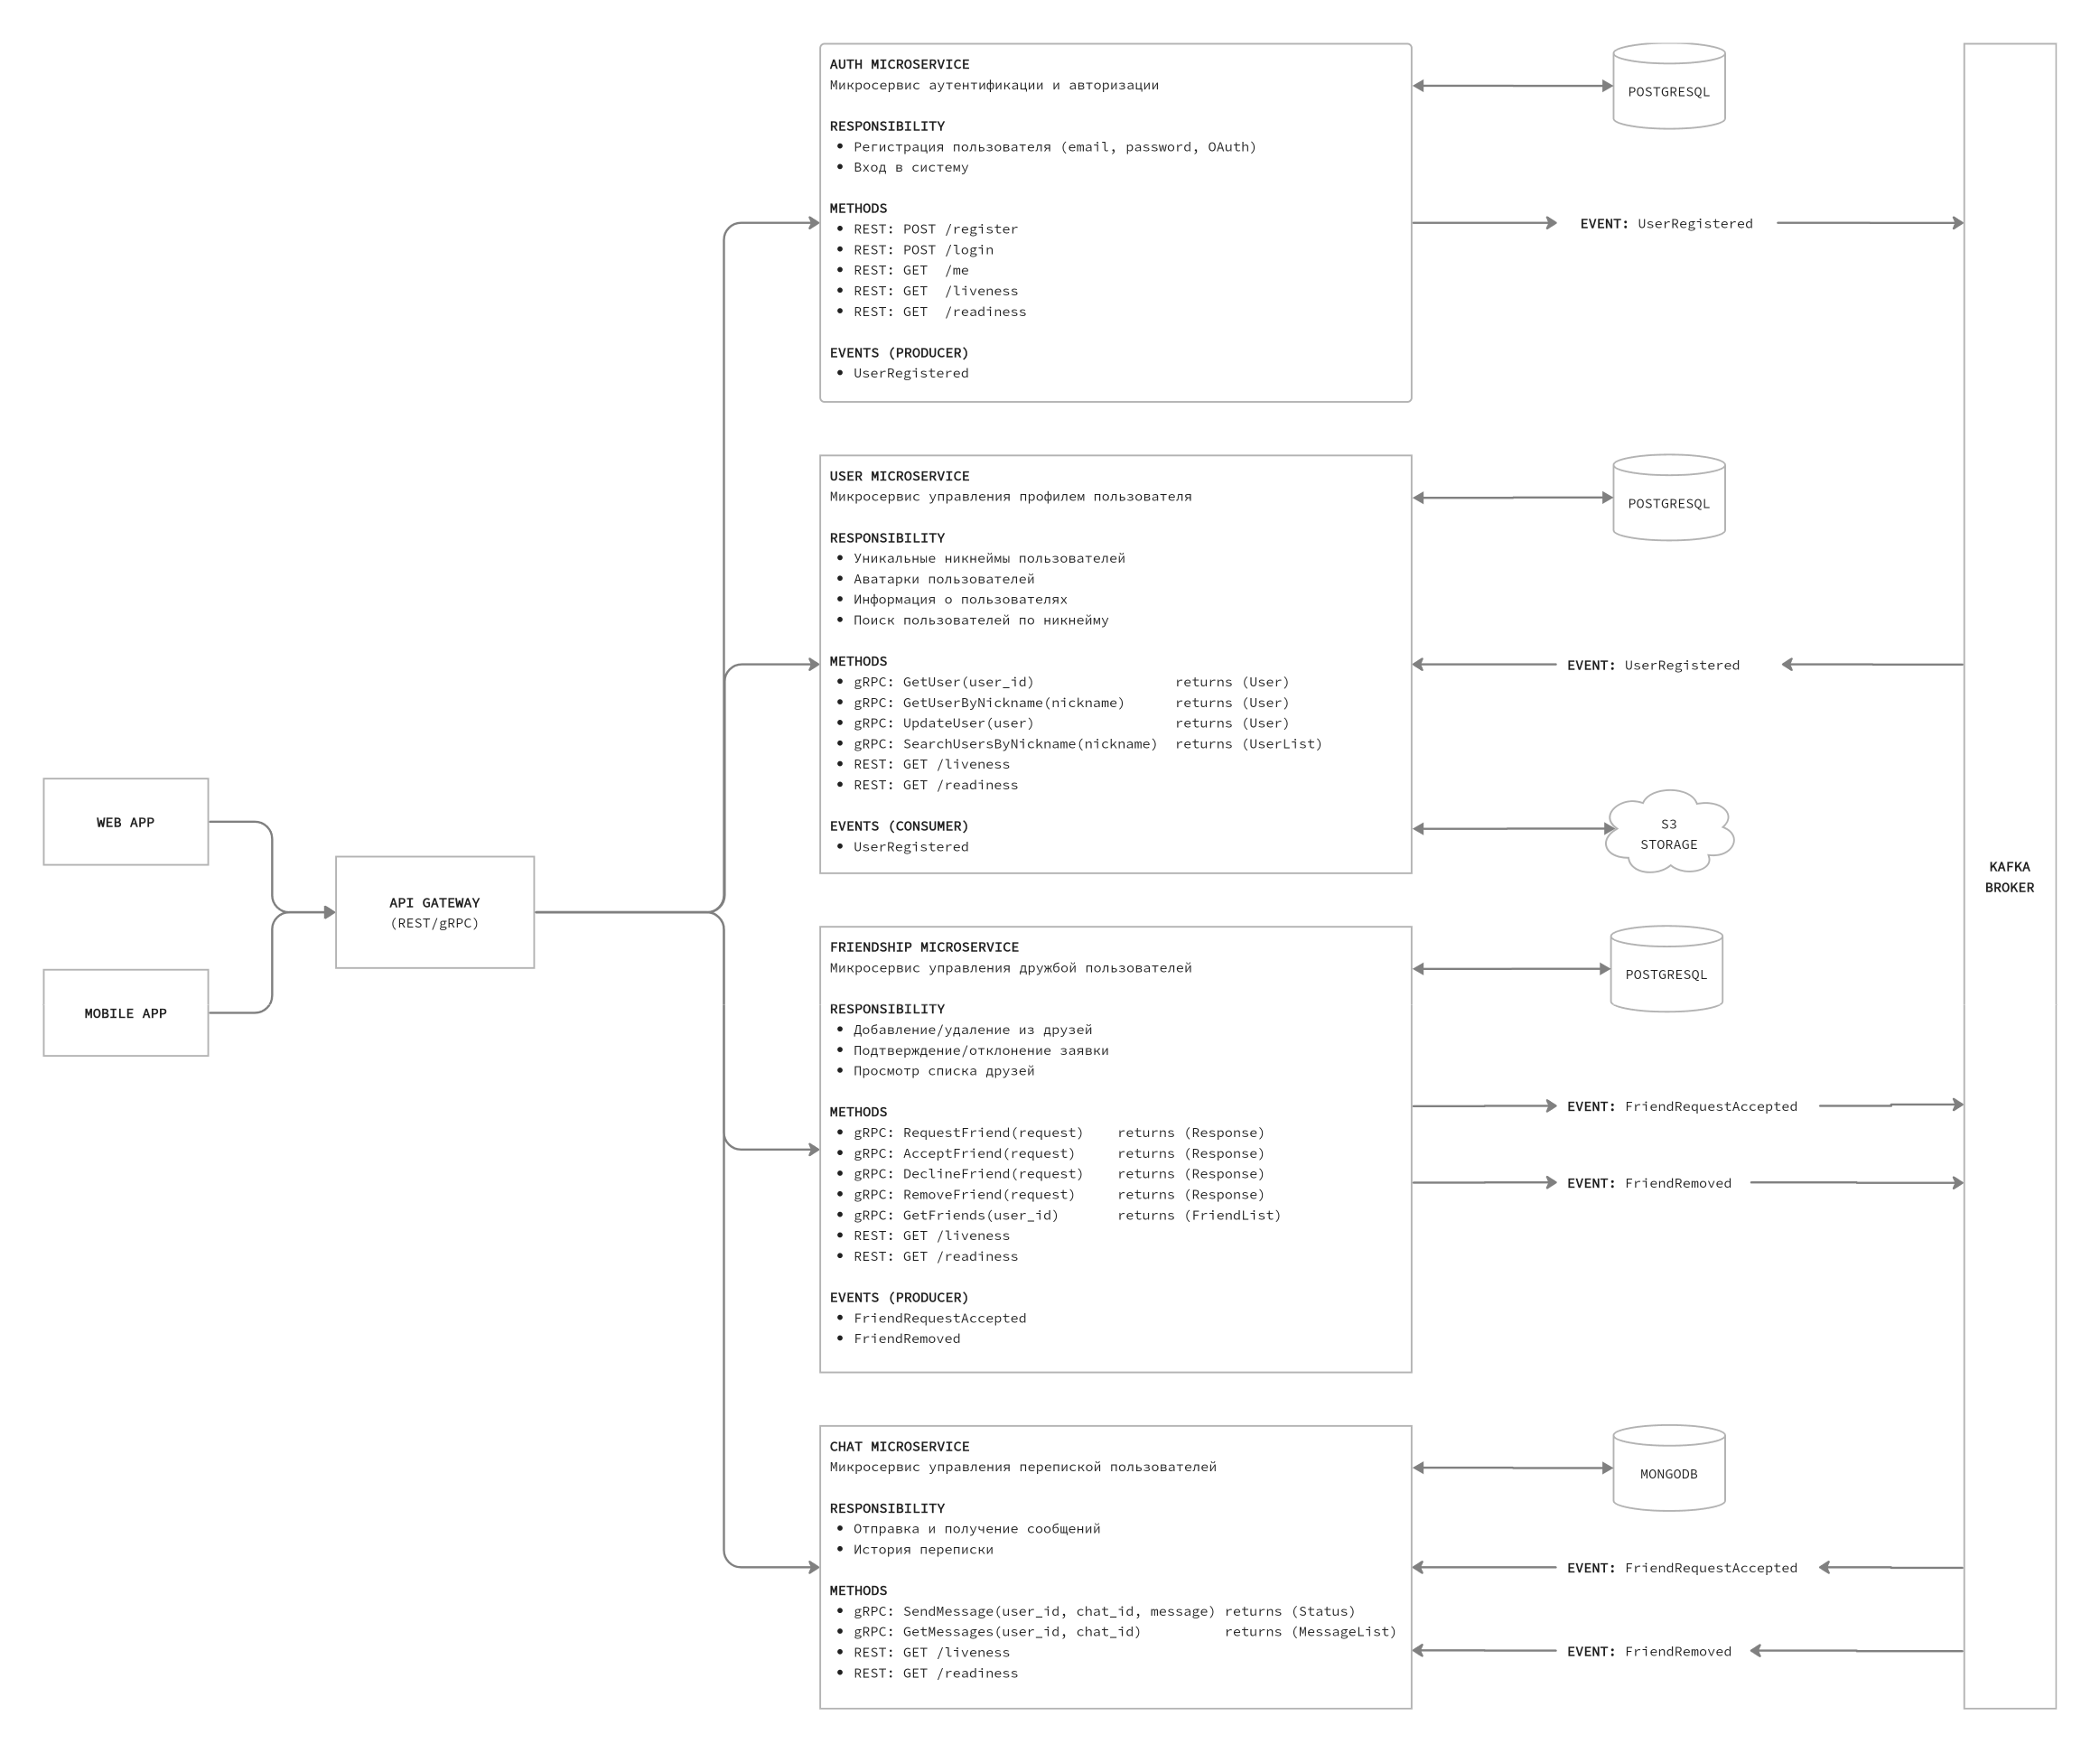 AUTH MICROSERVICE
Микросервис аутентификации и авторизации
RESPONSIBILITY
• Регистрация пользователя (email, password, OAuth)
• Вход в систему
METHODS
• REST: POST /register
• REST: POST /login
• REST: GET  /me
• REST: GET  /liveness
• REST: GET  /readiness
EVENTS (PRODUCER)
• UserRegistered
POSTGRESQL
EVENT: UserRegistered
USER MICROSERVICE
Микросервис управления профилем пользователя
RESPONSIBILITY
• Уникальные никнеймы пользователей
• Аватарки пользователей
• Информация о пользователях
• Поиск пользователей по никнейму
METHODS
• gRPC: GetUser(user_id) returns (User)
• gRPC: GetUserByNickname(nickname) returns (User)
• gRPC: UpdateUser(user) returns (User)
• gRPC: SearchUsersByNickname(nickname) returns (UserList)
• REST: GET /liveness
• REST: GET /readiness
EVENTS (CONSUMER)
• UserRegistered
POSTGRESQL
EVENT: UserRegistered
S3
STORAGE
WEB APP
MOBILE APP
API GATEWAY
(REST/gRPC)
KAFKA
BROKER
FRIENDSHIP MICROSERVICE
Микросервис управления дружбой пользователей
RESPONSIBILITY
• Добавление/удаление из друзей
• Подтверждение/отклонение заявки
• Просмотр списка друзей
METHODS
• gRPC: RequestFriend(request) returns (Response)
• gRPC: AcceptFriend(request) returns (Response)
• gRPC: DeclineFriend(request) returns (Response)
• gRPC: RemoveFriend(request) returns (Response)
• gRPC: GetFriends(user_id) returns (FriendList)
• REST: GET /liveness
• REST: GET /readiness
EVENTS (PRODUCER)
• FriendRequestAccepted
• FriendRemoved
POSTGRESQL
EVENT: FriendRequestAccepted
EVENT: FriendRemoved
CHAT MICROSERVICE
Микросервис управления перепиской пользователей
RESPONSIBILITY
• Отправка и получение сообщений
• История переписки
METHODS
• gRPC: SendMessage(user_id, chat_id, message) returns (Status)
• gRPC: GetMessages(user_id, chat_id) returns (MessageList)
• REST: GET /liveness
• REST: GET /readiness
MONGODB
EVENT: FriendRequestAccepted
EVENT: FriendRemoved